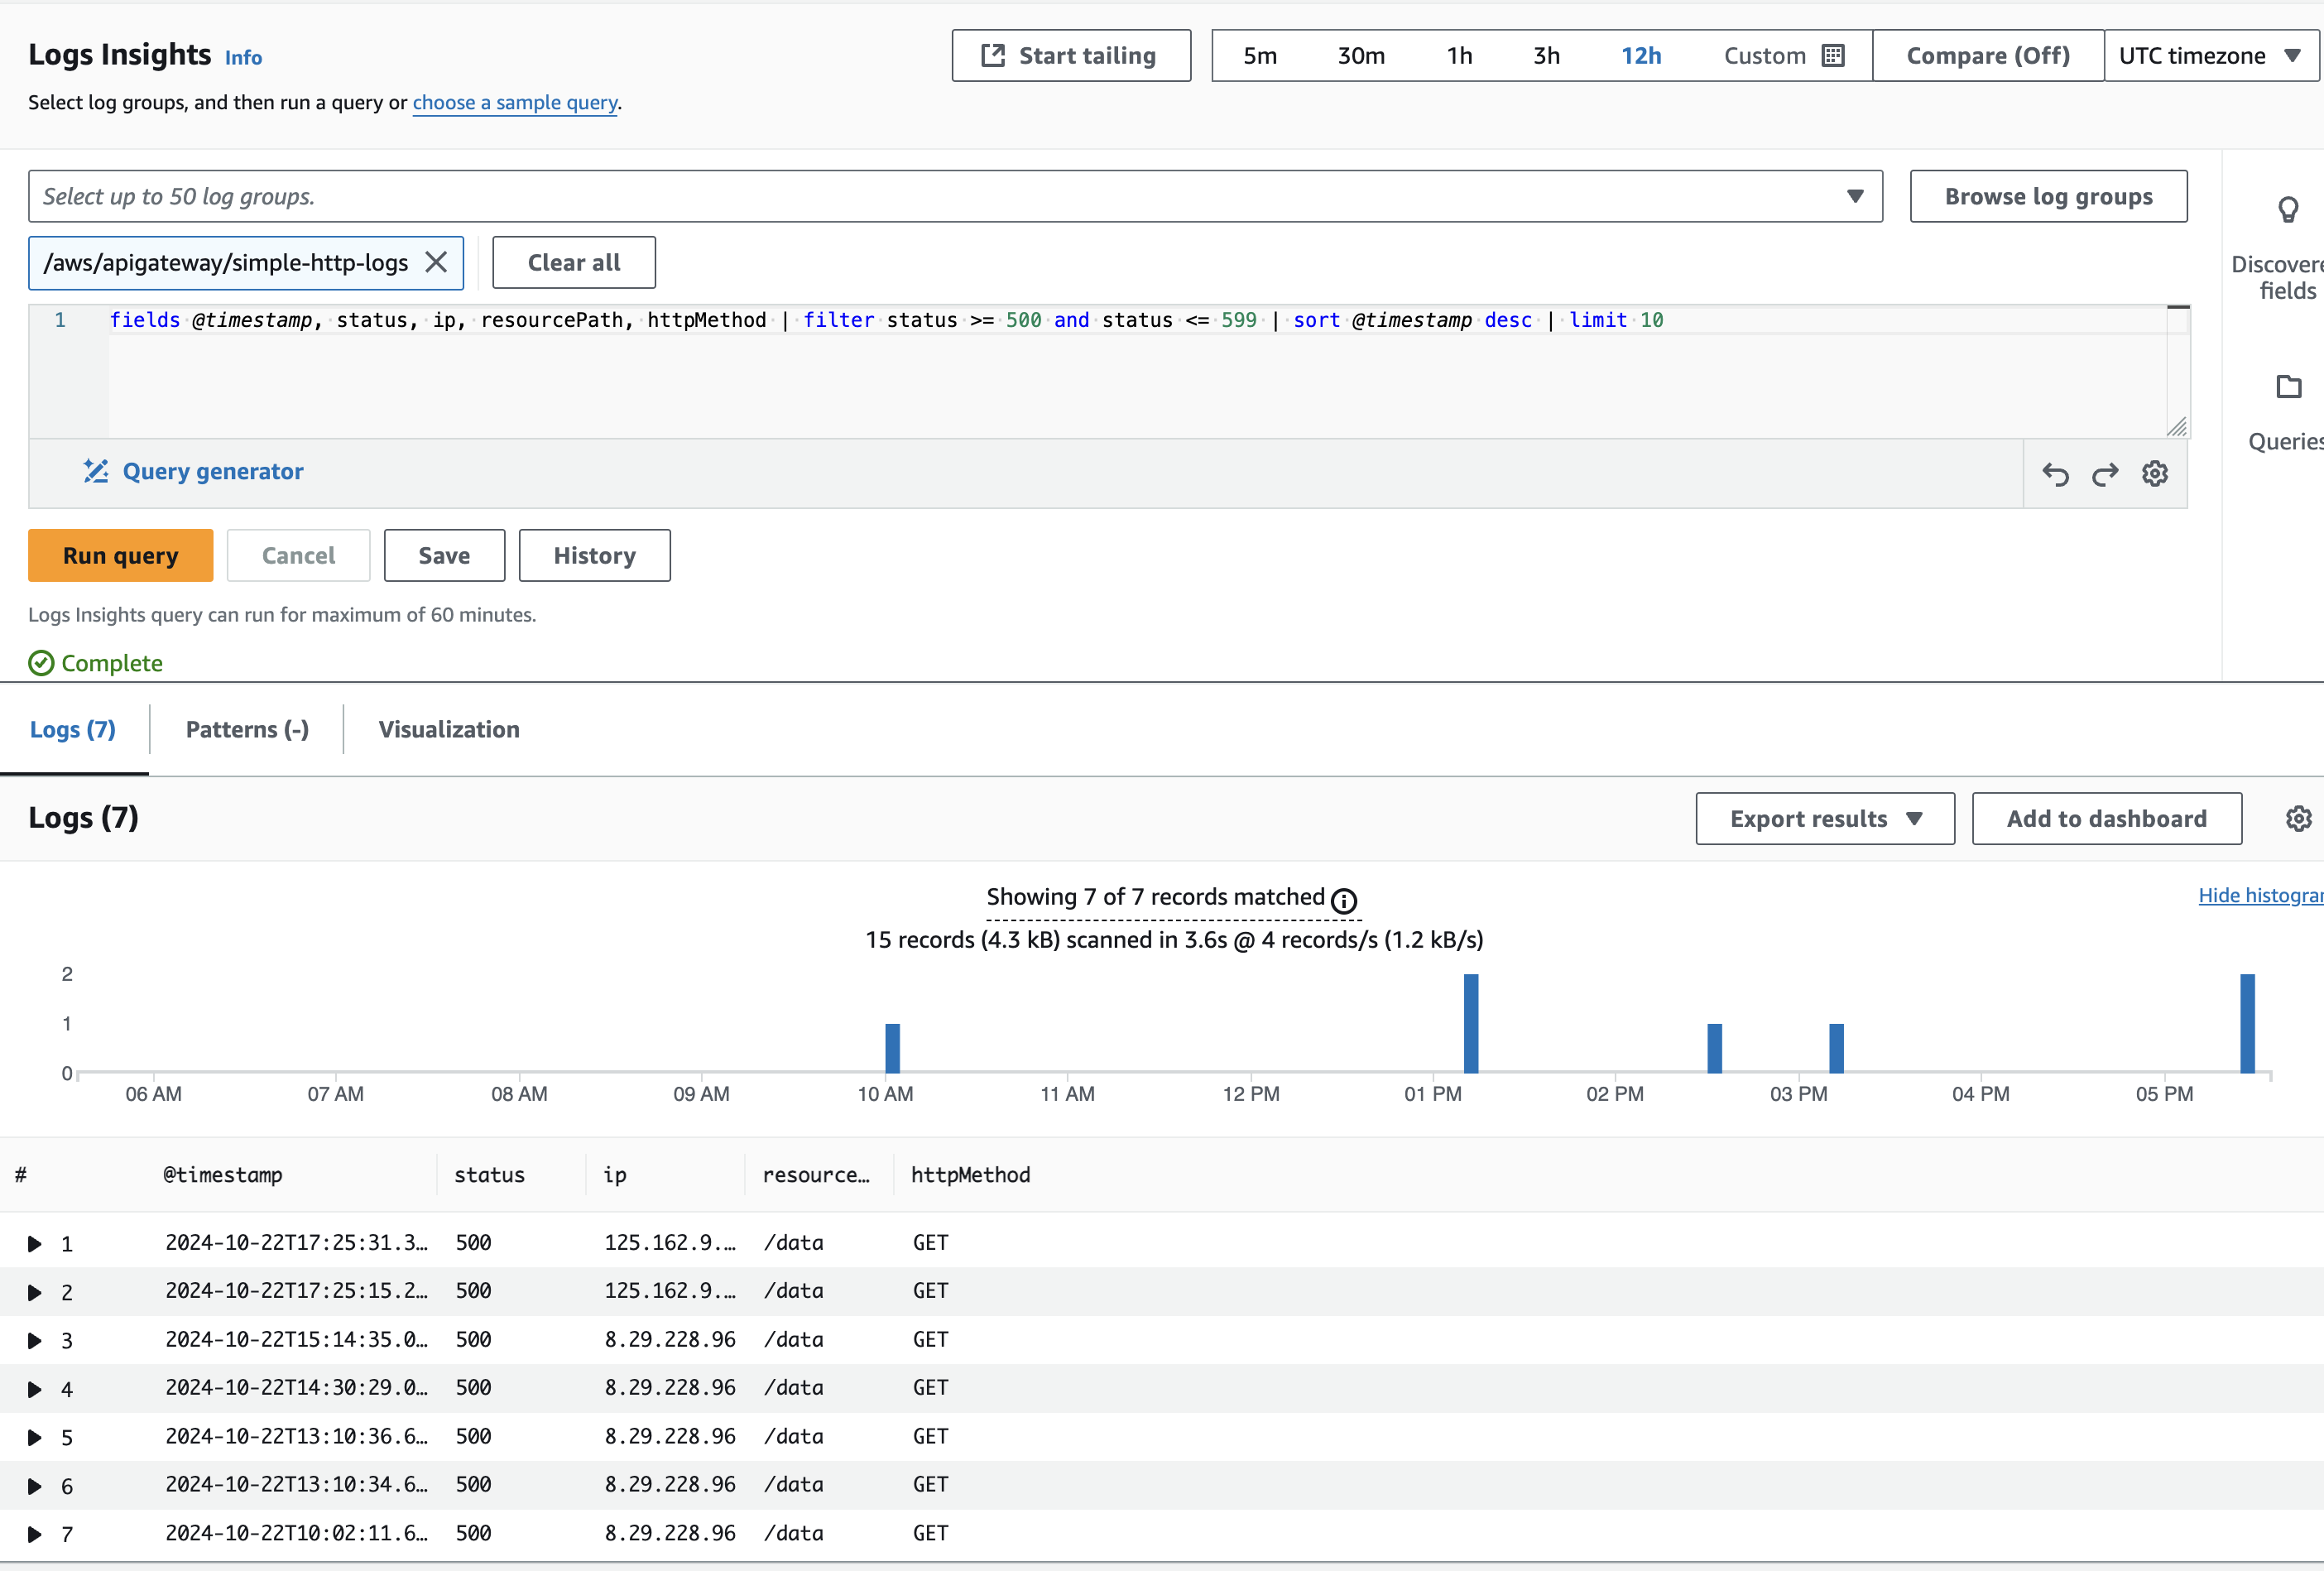 Logs Insights Info
Start tailing 5m 30m 1h 3h 12h Custom Compare (Off) UTC timezone
Select log groups, and then run a query or choose a sample query.
Select up to 50 log groups. Browse log groups
/aws/apigateway/simple-http-logs Clear all
1 fields @timestamp, status, ip, resourcePath, httpMethod | filter status >= 500 and status <= 599 | sort @timestamp desc | limit 10
Query generator
Run query Cancel Save History
Logs Insights query can run for maximum of 60 minutes.
Complete
Discovere
fields
Queries
Logs (7) Patterns (-) Visualization
Logs (7) Export results Add to dashboard
Showing 7 of 7 records matched
Hide histogram
15 records (4.3 kB) scanned in 3.6s @ 4 records/s (1.2 kB/s)
2
1
0
06 AM 07 AM 08 AM 09 AM 10 AM 11 AM 12 PM 01 PM 02 PM 03 PM 04 PM 05 PM
# @timestamp status ip resource… httpMethod
1 2024-10-22T17:25:31.3… 500 125.162.9.… /data GET
2 2024-10-22T17:25:15.2… 500 125.162.9.… /data GET
3 2024-10-22T15:14:35.0… 500 8.29.228.96 /data GET
4 2024-10-22T14:30:29.0… 500 8.29.228.96 /data GET
5 2024-10-22T13:10:36.6… 500 8.29.228.96 /data GET
6 2024-10-22T13:10:34.6… 500 8.29.228.96 /data GET
7 2024-10-22T10:02:11.6… 500 8.29.228.96 /data GET